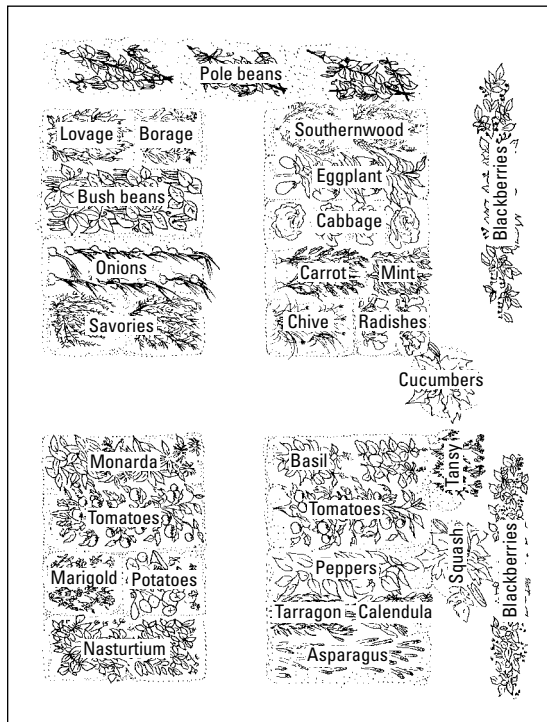 Pole beans
Lovage Borage
Bush beans
Onions
Savories
Southernwood
Eggplant
Cabbage
Carrot Mint
Chive Radishes
Blackberries
Cucumbers
Monarda
Tomatoes
Marigold Potatoes
Nasturtium
Basil
Tomatoes
Peppers
Tarragon Calendula
Asparagus
Tansy
Squash
Blackberries